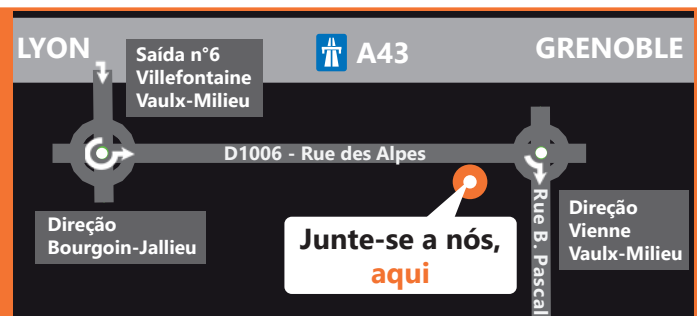 LYON
Saída n°6
Villefontaine
Vaulx-Milieu
A43
GRENOBLE
D1006 - Rue des Alpes
Direção
Bourgoin-Jallieu
Junte-se a nós,
aqui
Rue B. Pascal
Direção
Vienne
Vaulx-Milieu